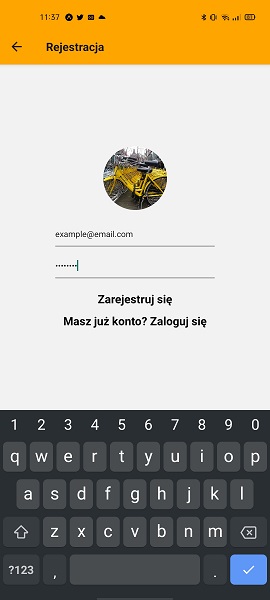 11:37
Rejestracja
example@email.com
••••••••
Zarejestruj się
Masz już konto? Zaloguj się
1 2 3 4 5 6 7 8 9 0
q w e r t y u i o p
a s d f g h j k l
z x c v b n m
?123 , .